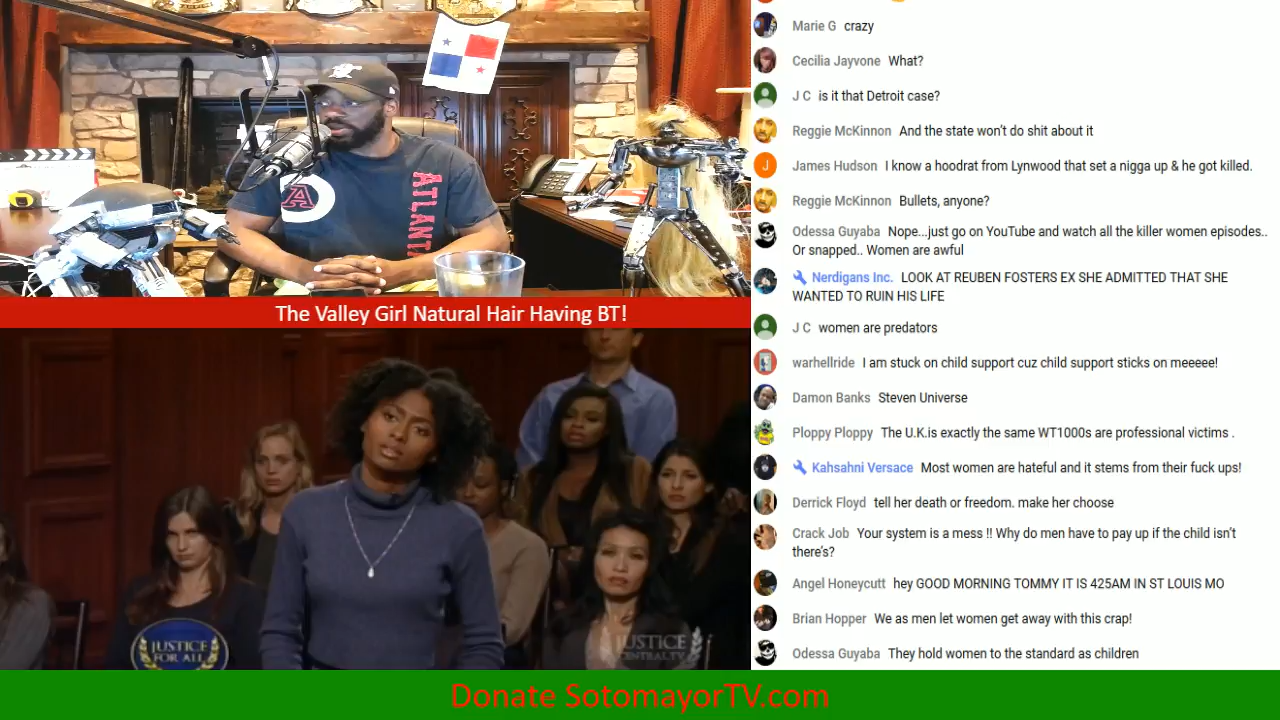 ATLANTA
A
The Valley Girl Natural Hair Having BT!
JUSTICE
FOR ALL
JUSTICE
CENTRAL.TV
Marie G crazy
Cecilia Jayvone What?
J C is it that Detroit case?
Reggie McKinnon And the state won't do shit about it
J
James Hudson I know a hoodrat from Lynwood that set a nigga up & he got killed.
Reggie McKinnon Bullets, anyone?
Odessa Guyaba Nope...just go on YouTube and watch all the killer women episodes..
Or snapped.. Women are awful
Nerdigans Inc. LOOK AT REUBEN FOSTERS EX SHE ADMITTED THAT SHE
WANTED TO RUIN HIS LIFE
J C women are predators
warhellride I am stuck on child support cuz child support sticks on meeeee!
Damon Banks Steven Universe
Ploppy Ploppy The U.K.is exactly the same WT1000s are professional victims .
Kahsahni Versace Most women are hateful and it stems from their fuck ups!
Derrick Floyd tell her death or freedom. make her choose
Crack Job Your system is a mess !! Why do men have to pay up if the child isn't
there's?
Angel Honeycutt hey GOOD MORNING TOMMY IT IS 425AM IN ST LOUIS MO
Brian Hopper We as men let women get away with this crap!
Odessa Guyaba They hold women to the standard as children
Donate SotomayorTV.com